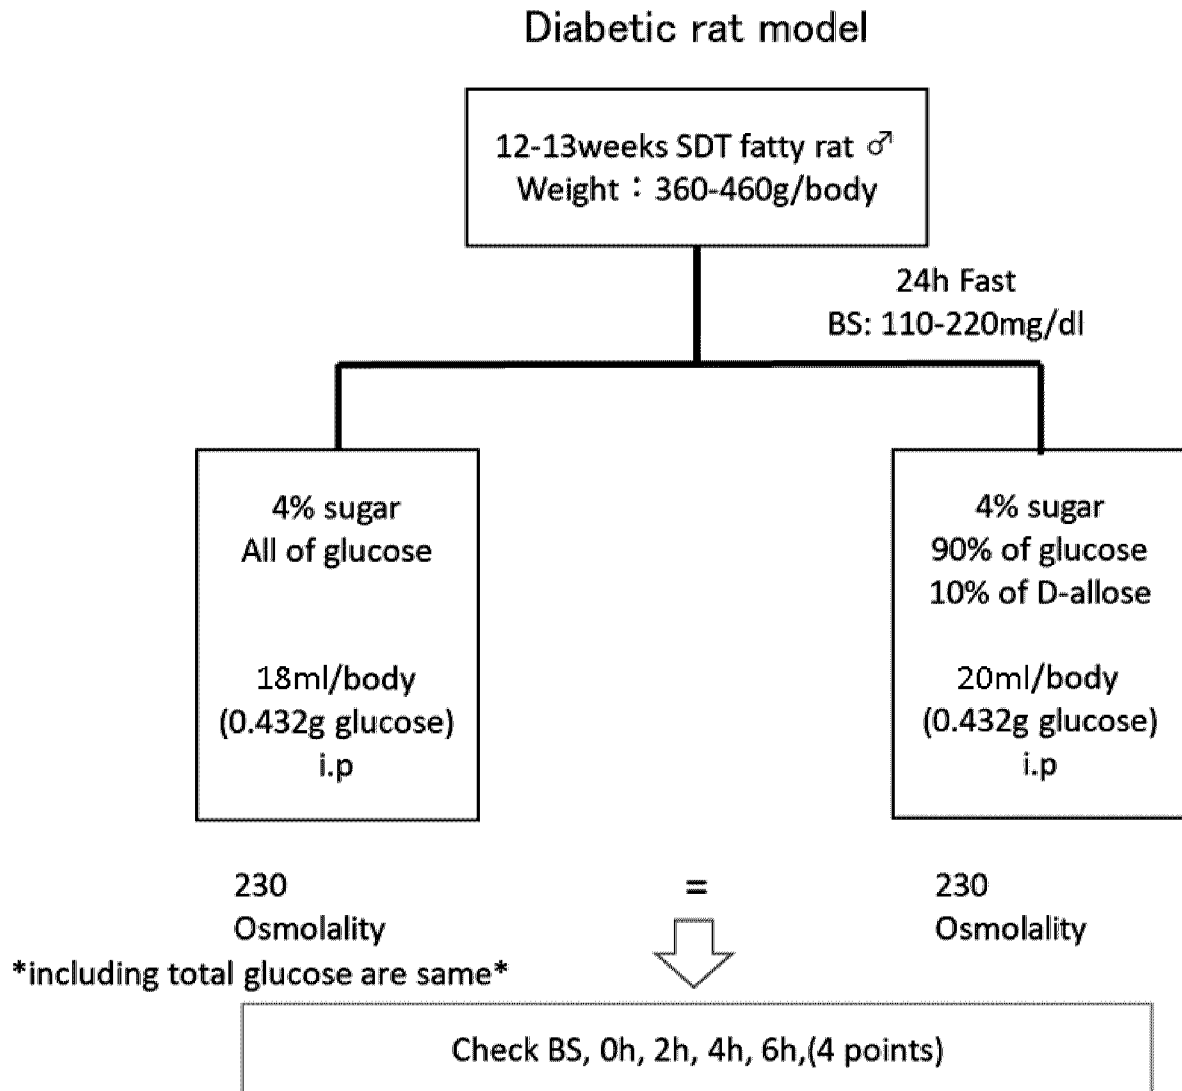 Diabetic rat model
12-13weeks SDT fatty rat ♂
Weight：360-460g/body
24h Fast
BS: 110-220mg/dl
4% sugar
All of glucose
18ml/body
(0.432g glucose)
i.p
4% sugar
90% of glucose
10% of D-allose
20ml/body
(0.432g glucose)
i.p
230
Osmolality
=
230
Osmolality
*including total glucose are same*
Check BS, 0h, 2h, 4h, 6h,(4 points)